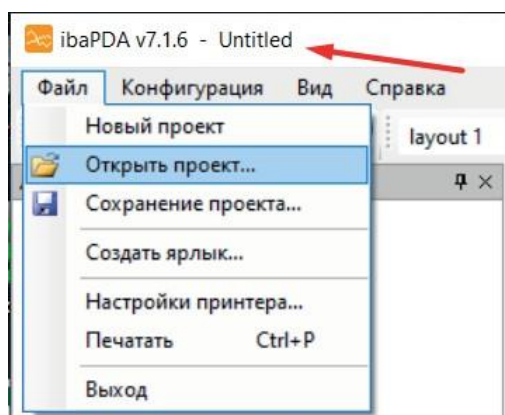 ibaPDA v7.1.6 - Untitled
Файл Конфигурация Вид Справка
Новый проект
layout 1
Открыть проект...
Сохранение проекта...
Создать ярлык...
Настройки принтера...
Печатать Ctrl+P
Выход